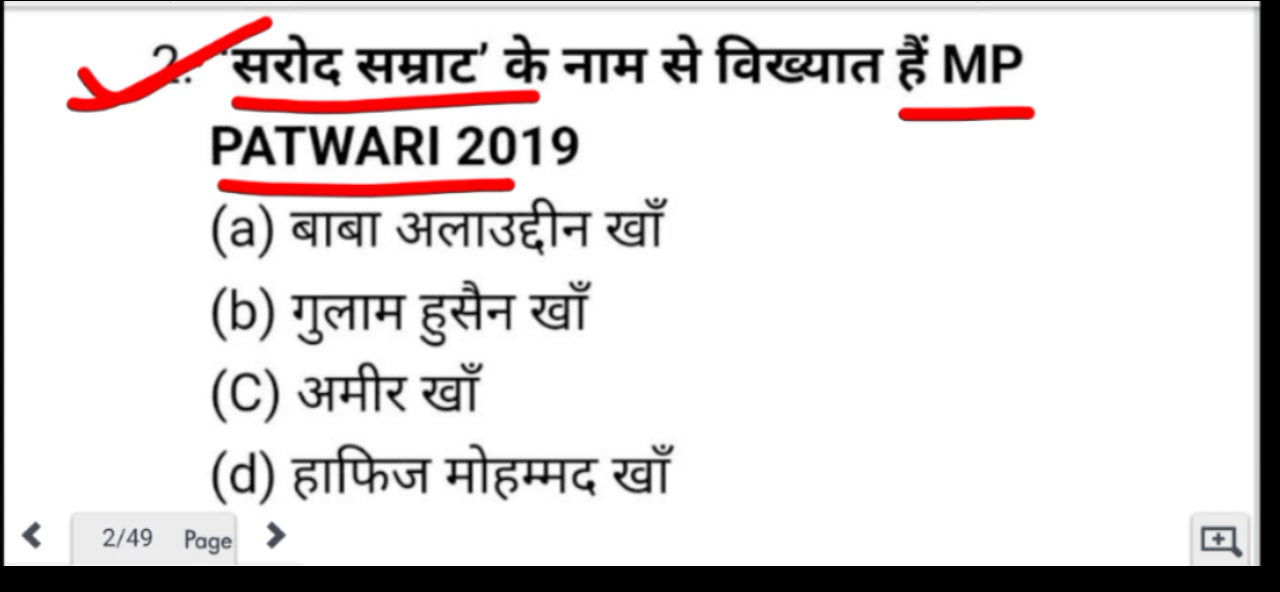 2. 'सरोद सम्राट' के नाम से विख्यात हैं MP
PATWARI 2019
(a) बाबा अलाउद्दीन खाँ
(b) गुलाम हुसैन खाँ
(C) अमीर खाँ
(d) हाफिज मोहम्मद खाँ
2/49 Page